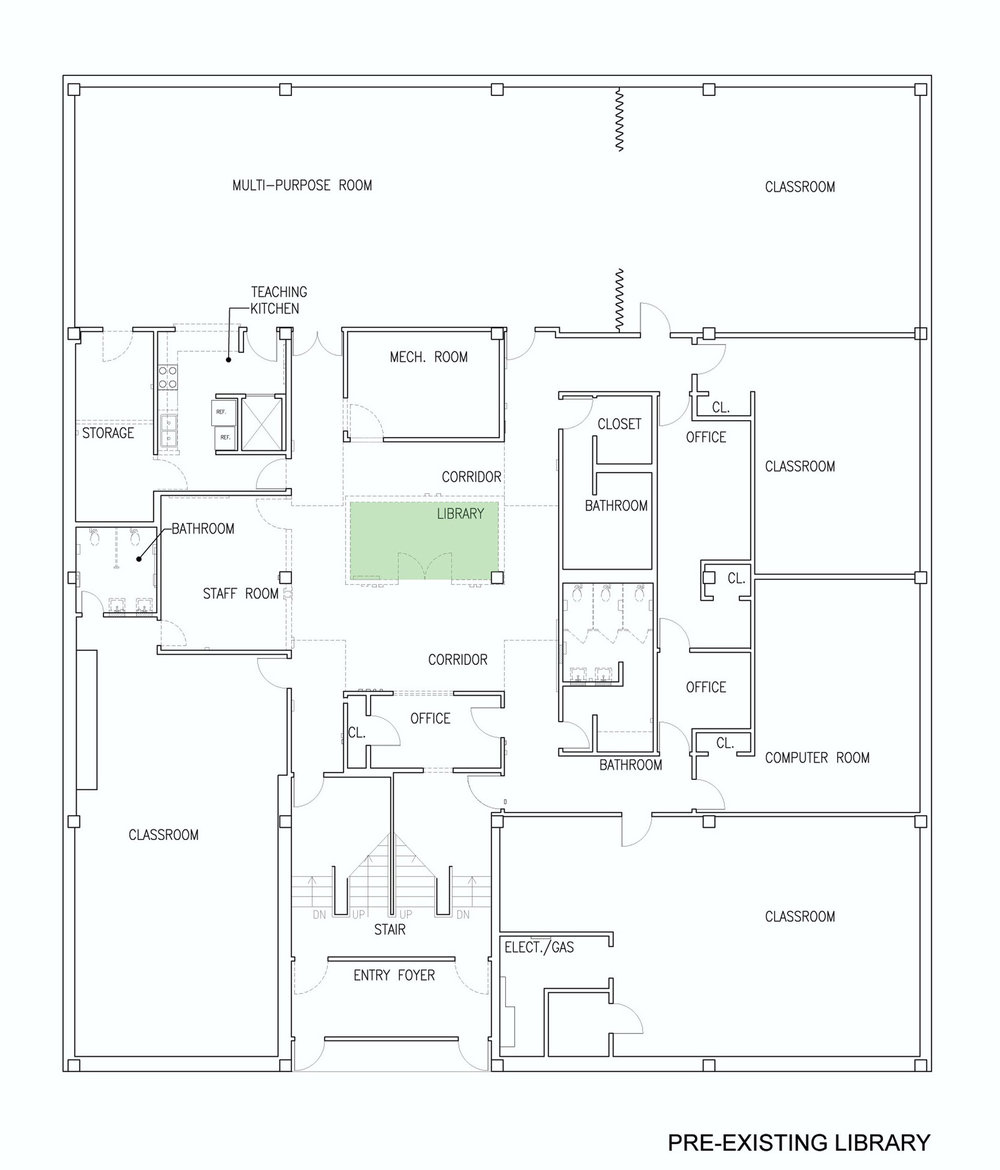 MULTI-PURPOSE ROOM
CLASSROOM
TEACHING
KITCHEN
MECH. ROOM
REF.
REF.
CL.
CLOSET
OFFICE
STORAGE
CLASSROOM
CORRIDOR
BATHROOM
LIBRARY
BATHROOM
CL.
STAFF ROOM
CORRIDOR
OFFICE
OFFICE
CL.
CL.
COMPUTER ROOM
BATHROOM
CLASSROOM
DN
UP
UP
DN
CLASSROOM
STAIR
ELECT./GAS
ENTRY FOYER
PRE-EXISTING LIBRARY